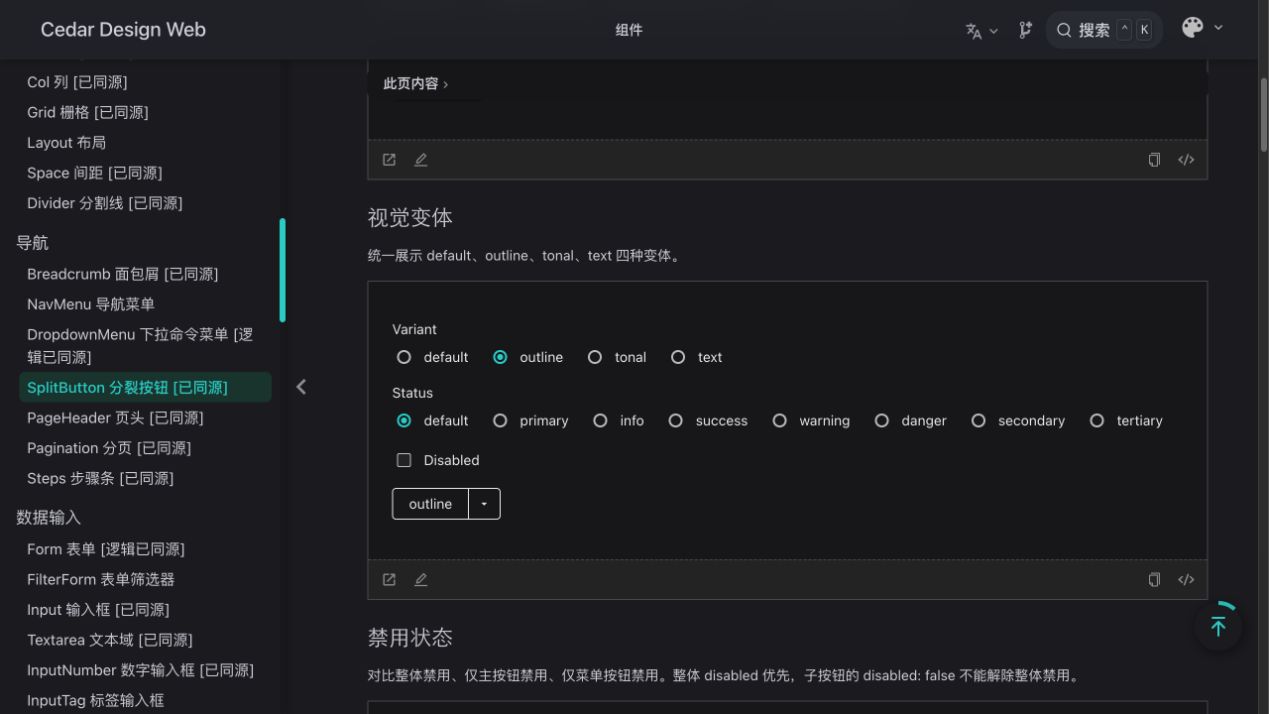 Cedar Design Web
组件
搜索 ^ K
Col 列 [已同源]
Grid 栅格 [已同源]
Layout 布局
Space 间距 [已同源]
Divider 分割线 [已同源]
导航
Breadcrumb 面包屑 [已同源]
NavMenu 导航菜单
DropdownMenu 下拉命令菜单 [逻
辑已同源]
SplitButton 分裂按钮 [已同源]
PageHeader 页头 [已同源]
Pagination 分页 [已同源]
Steps 步骤条 [已同源]
数据输入
Form 表单 [逻辑已同源]
FilterForm 表单筛选器
Input 输入框 [已同源]
Textarea 文本域 [已同源]
InputNumber 数字输入框 [已同源]
InputTag 标签输入框
此页内容 ›
视觉变体
统一展示 default、outline、tonal、text 四种变体。
Variant
default outline tonal text
Status
default primary info success warning danger secondary tertiary
Disabled
outline
禁用状态
对比整体禁用、仅主按钮禁用、仅菜单按钮禁用。整体 disabled 优先，子按钮的 disabled: false 不能解除整体禁用。